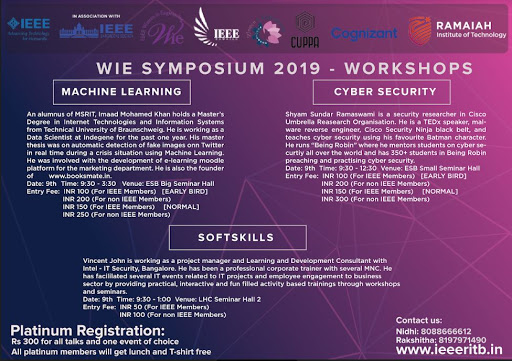 IEEE
Advancing Technology
for Humanity
IN ASSOCIATION WITH
IEEE
Wie
IEEE
CUPPA
Cognizant
RAMAIAH
Institute of Technology
WIE SYMPOSIUM 2019 - WORKSHOPS
MACHINE LEARNING
An alumnus of MSRIT, Imaad Mohamed Khan holds a Master's
Degree in Internet Technologies and Information Systems
from Technical University of Braunschweig. He is working as a
Data Scientist at Indegene for the past one year. His master
thesis was on automatic detection of fake images onn Twitter
in real time during a crisis situation using Machine Learning.
He was involved with the development of e-learning moodle
platform for the marketing department. He is also the founder
of www.booksmate.in.
Date: 9th Time: 9:30 - 3:30 Venue: ESB Big Seminar Hall
Entry Fee: INR 100 (For IEEE Members) [EARLY BIRD]
INR 200 (For non IEEE Members)
INR 150 (For IEEE Members) [NORMAL]
INR 250 (For non IEEE Members)
CYBER SECURITY
Shyam Sundar Ramaswami is a security researcher in Cisco
Umbrella Reasearch Organisation. He is a TEDx speaker, mal-
ware reverse engineer, Cisco Security Ninja black belt, and
teaches cyber security using his favourite Batman character.
He runs "Being Robin" where he mentors students on cyber se-
curtiy all over the world and has 350+ students in Being Robin
preaching and practising cyber security.
Date: 9th Time: 9:30 - 12:30 Venue: ESB Small Seminar Hall
Entry Fee: INR 100 (For IEEE Members) [EARLY BIRD]
INR 200 (For non IEEE Members)
INR 150 (For IEEE Members) [NORMAL]
INR 300 (For non IEEE Members)
SOFTSKILLS
Vincent John is working as a project manager and Learning and Development Consultant with
Intel - IT Security, Bangalore. He has been a professional corporate trainer with several MNC. He
has facilitated several IT events related to IT projects and employee engagement to business
sector by providing practical, interactive and fun filled activity based trainings through workshops
and seminars.
Date: 9th Time: 9:30 - 1:00 Venue: LHC Seminar Hall 2
Entry Fee: INR 50 (For IEEE Members)
INR 100 (For non IEEE Members)
Platinum Registration:
Rs 300 for all talks and one event of choice
All platinum members will get lunch and T-shirt free
Contact us:
Nidhi: 8088666612
Rakshitha: 8197971490
www.ieeeritb.in